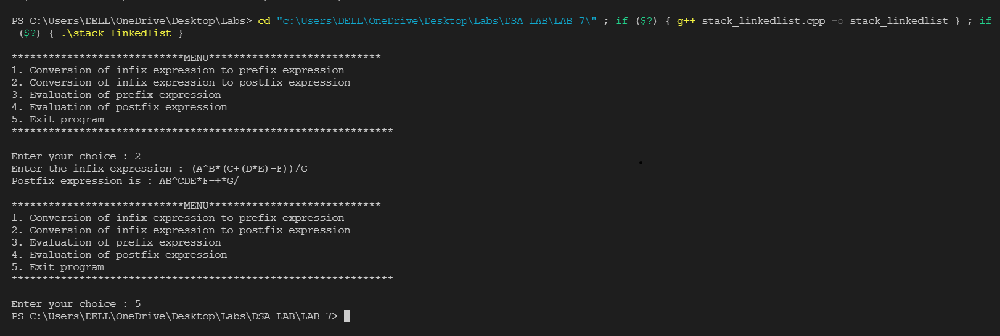 PS C:\Users\DELL\OneDrive\Desktop\Labs> cd "c:\Users\DELL\OneDrive\Desktop\Labs\DSA LAB\LAB 7\" ; if ($?) { g++ stack_linkedlist.cpp -o stack_linkedlist } ; if
($?) { .\stack_linkedlist }
****************************MENU****************************
1. Conversion of infix expression to prefix expression
2. Conversion of infix expression to postfix expression
3. Evaluation of prefix expression
4. Evaluation of postfix expression
5. Exit program
**************************************************************
Enter your choice : 2
Enter the infix expression : (A^B*(C+(D*E)-F))/G
Postfix expression is : AB^CDE*F-+*G/
****************************MENU****************************
1. Conversion of infix expression to prefix expression
2. Conversion of infix expression to postfix expression
3. Evaluation of prefix expression
4. Evaluation of postfix expression
5. Exit program
**************************************************************
Enter your choice : 5
PS C:\Users\DELL\OneDrive\Desktop\Labs\DSA LAB\LAB 7>